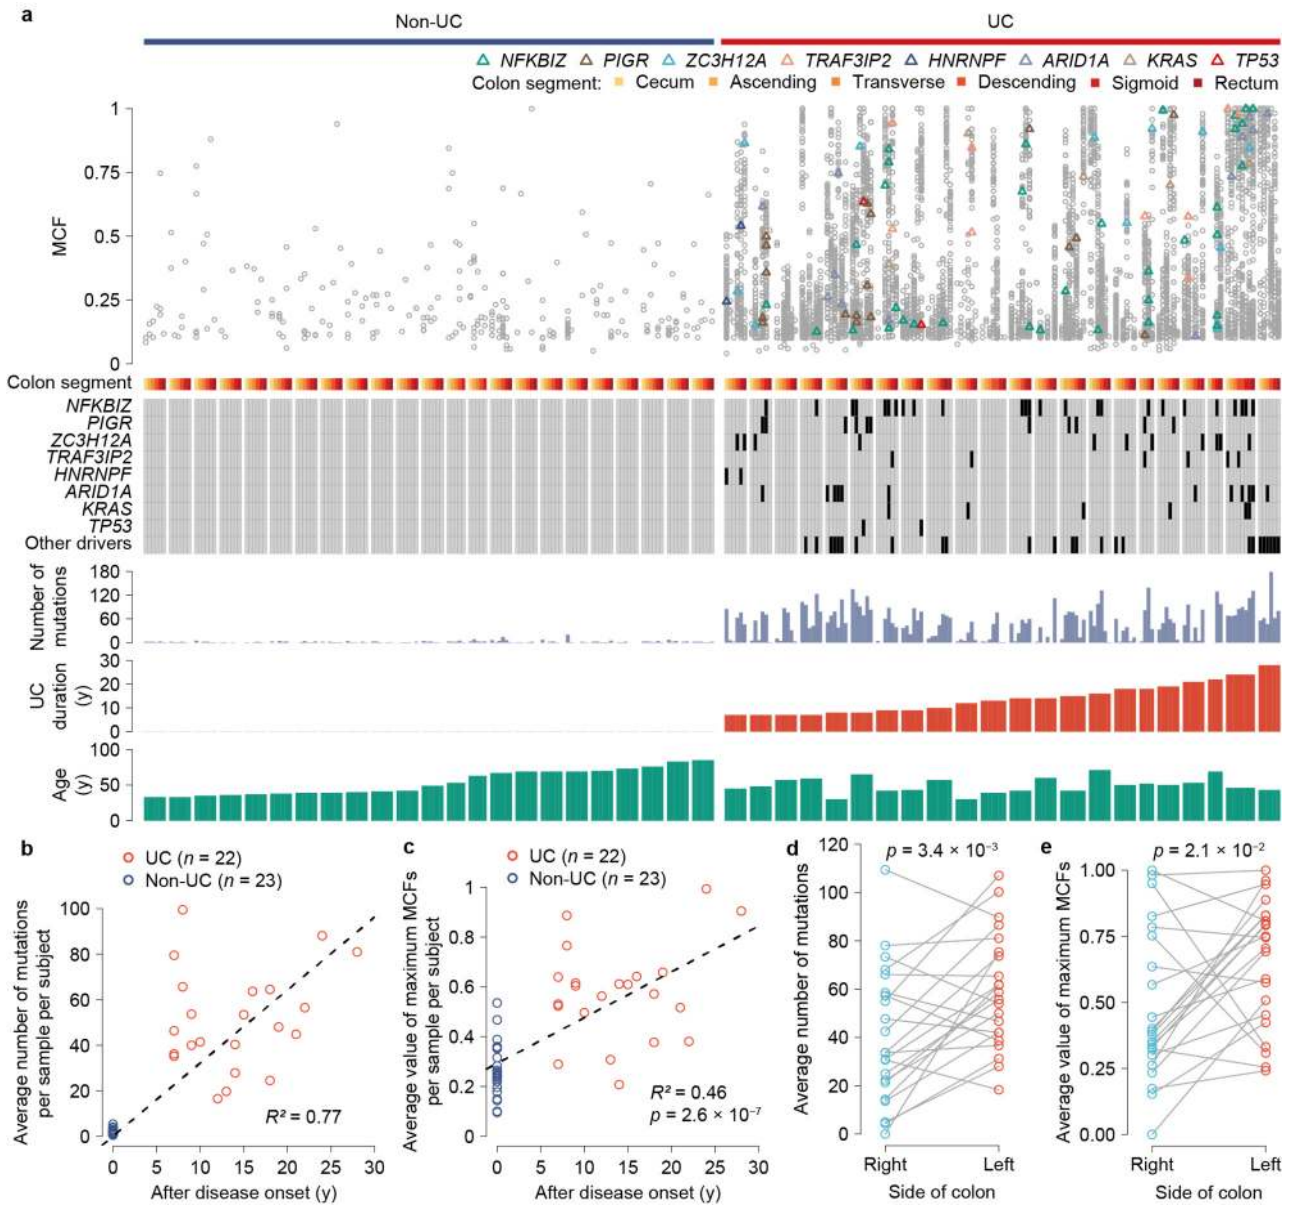 a
Non-UC
UC
NFKBIZ PIGR ZC3H12A TRAF3IP2 HNRNPF ARID1A KRAS TP53
Colon segment: Cecum Ascending Transverse Descending Sigmoid Rectum
MCF
1
0.75
0.5
0.25
0
Colon segment
NFKBIZ
PIGR
ZC3H12A
TRAF3IP2
HNRNPF
ARID1A
KRAS
TP53
Other drivers
Number of
mutations
180
120
60
0
UC
duration
(y)
30
20
10
0
Age
(y)
100
50
0
b
UC (n = 22)
Non-UC (n = 23)
Average number of mutations
per sample per subject
100
80
60
40
20
0
R² = 0.77
0 5 10 15 20 25 30
After disease onset (y)
c
UC (n = 22)
Non-UC (n = 23)
Average value of maximum MCFs
per sample per subject
1
0.8
0.6
0.4
0.2
0
R² = 0.46
p = 2.6 × 10⁻⁷
0 5 10 15 20 25 30
After disease onset (y)
d
p = 3.4 × 10⁻³
Average number of mutations
120
100
80
60
40
20
0
Right Left
Side of colon
e
p = 2.1 × 10⁻²
Average value of maximum MCFs
1.00
0.75
0.50
0.25
0.00
Right Left
Side of colon